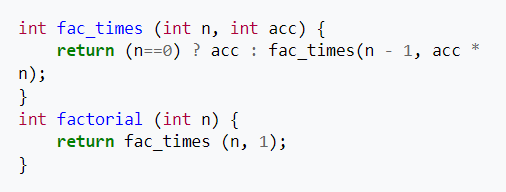 int fac_times (int n, int acc) {
    return (n==0) ? acc : fac_times(n - 1, acc *
n);
}
int factorial (int n) {
    return fac_times (n, 1);
}